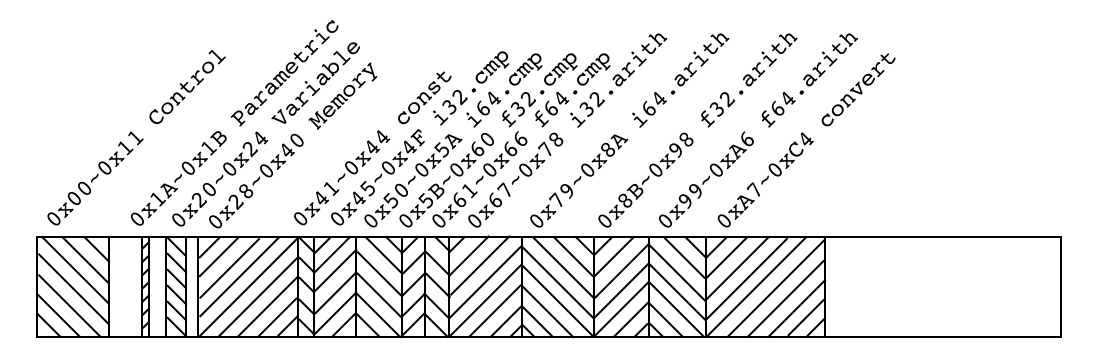 0x00~0x11 Control
0x1A~0x1B Parametric
0x20~0x24 Variable
0x28~0x40 Memory
0x41~0x44 const
0x45~0x4F i32.cmp
0x50~0x5A i64.cmp
0x5B~0x60 f32.cmp
0x61~0x66 f64.cmp
0x67~0x78 i32.arith
0x79~0x8A i64.arith
0x8B~0x98 f32.arith
0x99~0xA6 f64.arith
0xA7~0xC4 convert